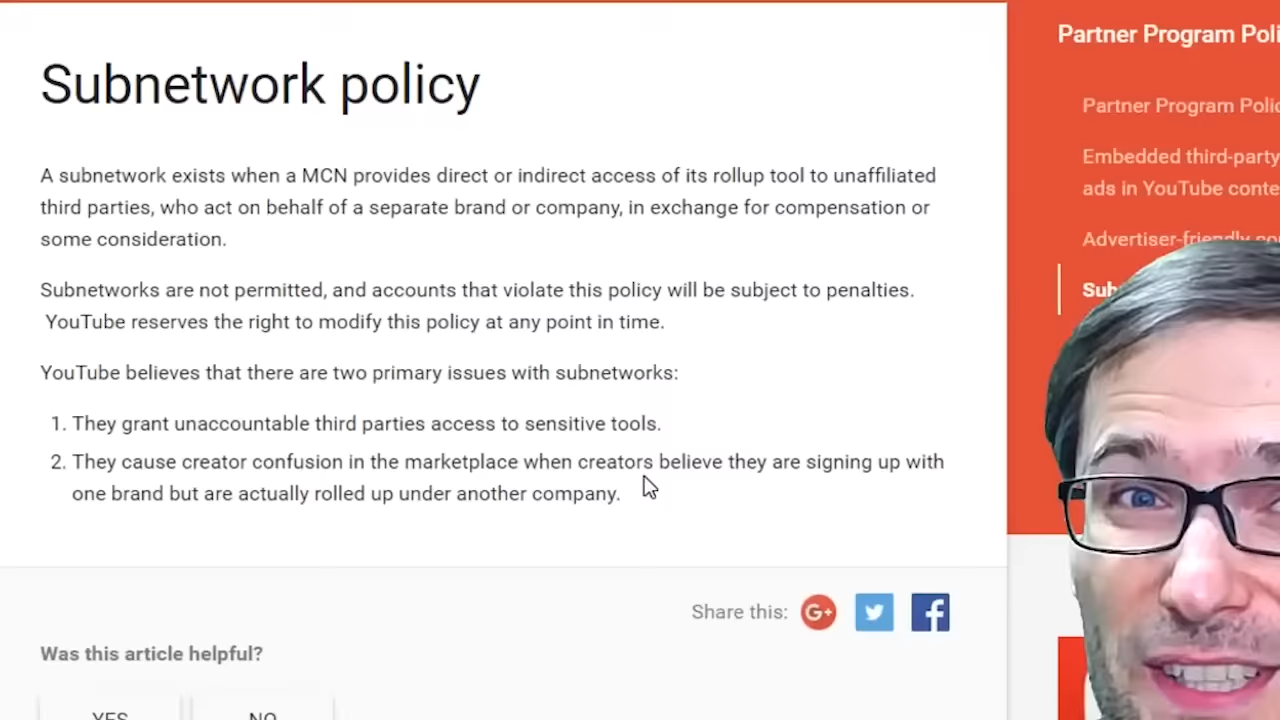 Subnetwork policy
A subnetwork exists when a MCN provides direct or indirect access of its rollup tool to unaffiliated
third parties, who act on behalf of a separate brand or company, in exchange for compensation or
some consideration.
Subnetworks are not permitted, and accounts that violate this policy will be subject to penalties.
YouTube reserves the right to modify this policy at any point in time.
YouTube believes that there are two primary issues with subnetworks:
1. They grant unaccountable third parties access to sensitive tools.
2. They cause creator confusion in the marketplace when creators believe they are signing up with
one brand but are actually rolled up under another company.
Share this: G+ f
Was this article helpful?
YES NO
Partner Program Poli
Partner Program Polic
Embedded third-party
ads in YouTube conte
Advertiser-friendly co
Sub